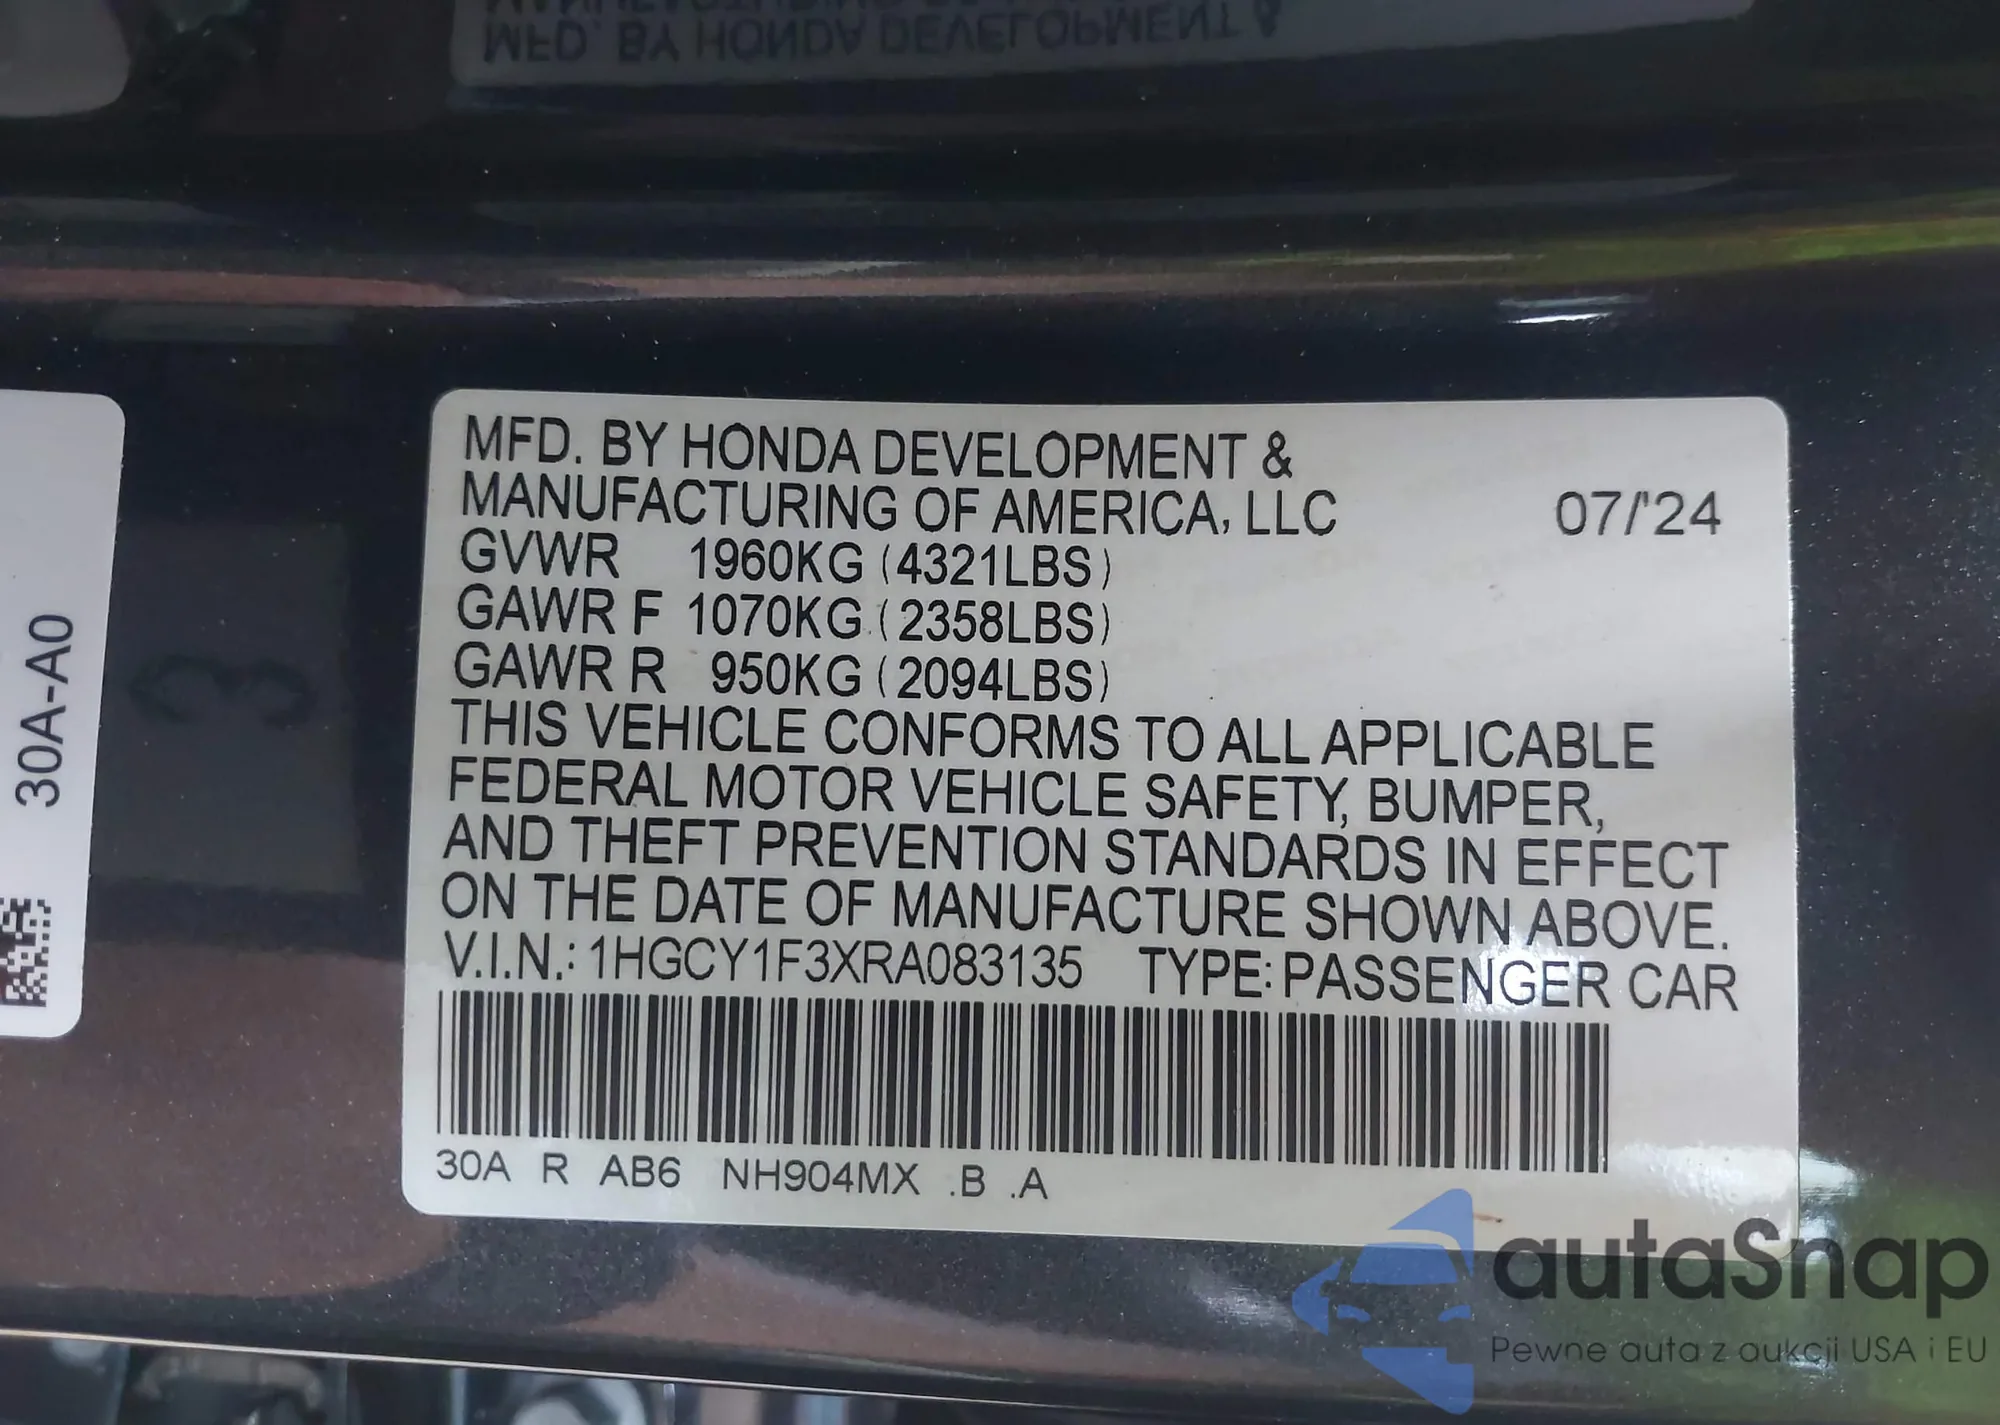 MFD. BY HONDA DEVELOPMENT &
MFD. BY HONDA DEVELOPMENT &
MANUFACTURING OF AMERICA, LLC 07/'24
GVWR 1960KG (4321LBS)
GAWR F 1070KG (2358LBS)
GAWR R 950KG (2094LBS)
THIS VEHICLE CONFORMS TO ALL APPLICABLE
FEDERAL MOTOR VEHICLE SAFETY, BUMPER,
AND THEFT PREVENTION STANDARDS IN EFFECT
ON THE DATE OF MANUFACTURE SHOWN ABOVE.
V.I.N.: 1HGCY1F3XRA083135 TYPE: PASSENGER CAR
30A R AB6 NH904MX .B .A
30A-A0
3
autaSnap
Pewne auta z aukcji USA i EU